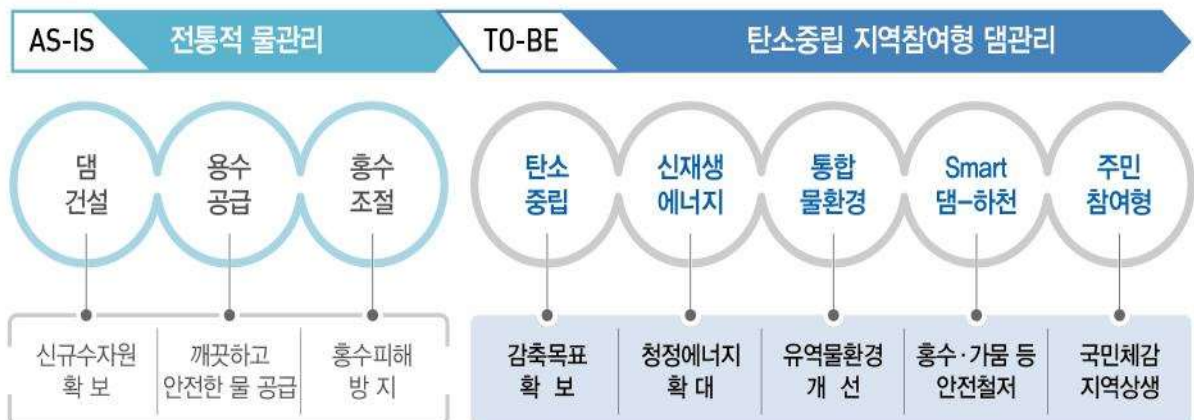 AS-IS 전통적 물관리 TO-BE 탄소중립 지역참여형 댐관리
댐
건설
용수
공급
홍수
조절
탄소
중립
신재생
에너지
통합
물환경
Smart
댐-하천
주민
참여형
신규수자원
확 보
깨끗하고
안전한 물 공급
홍수피해
방 지
감축목표
확 보
청정에너지
확 대
유역물환경
개 선
홍수·가뭄 등
안전철저
국민체감
지역상생